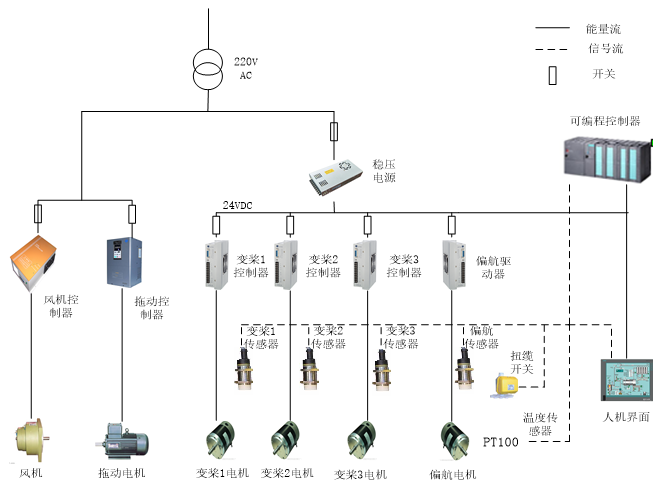 能量流
信号流
开关
220V
AC
可编程控制器
稳压
电源
24VDC
变桨1
控制器
变桨2
控制器
变桨3
控制器
偏航驱
动器
风机控
制器
拖动控
制器
变桨1
传感器
变桨2
传感器
变桨3
传感器
偏航
传感器
扭缆
开关
人机界面
温度传
感器
PT100
风机
拖动电机
变桨1电机
变桨2电机
变桨3电机
偏航电机